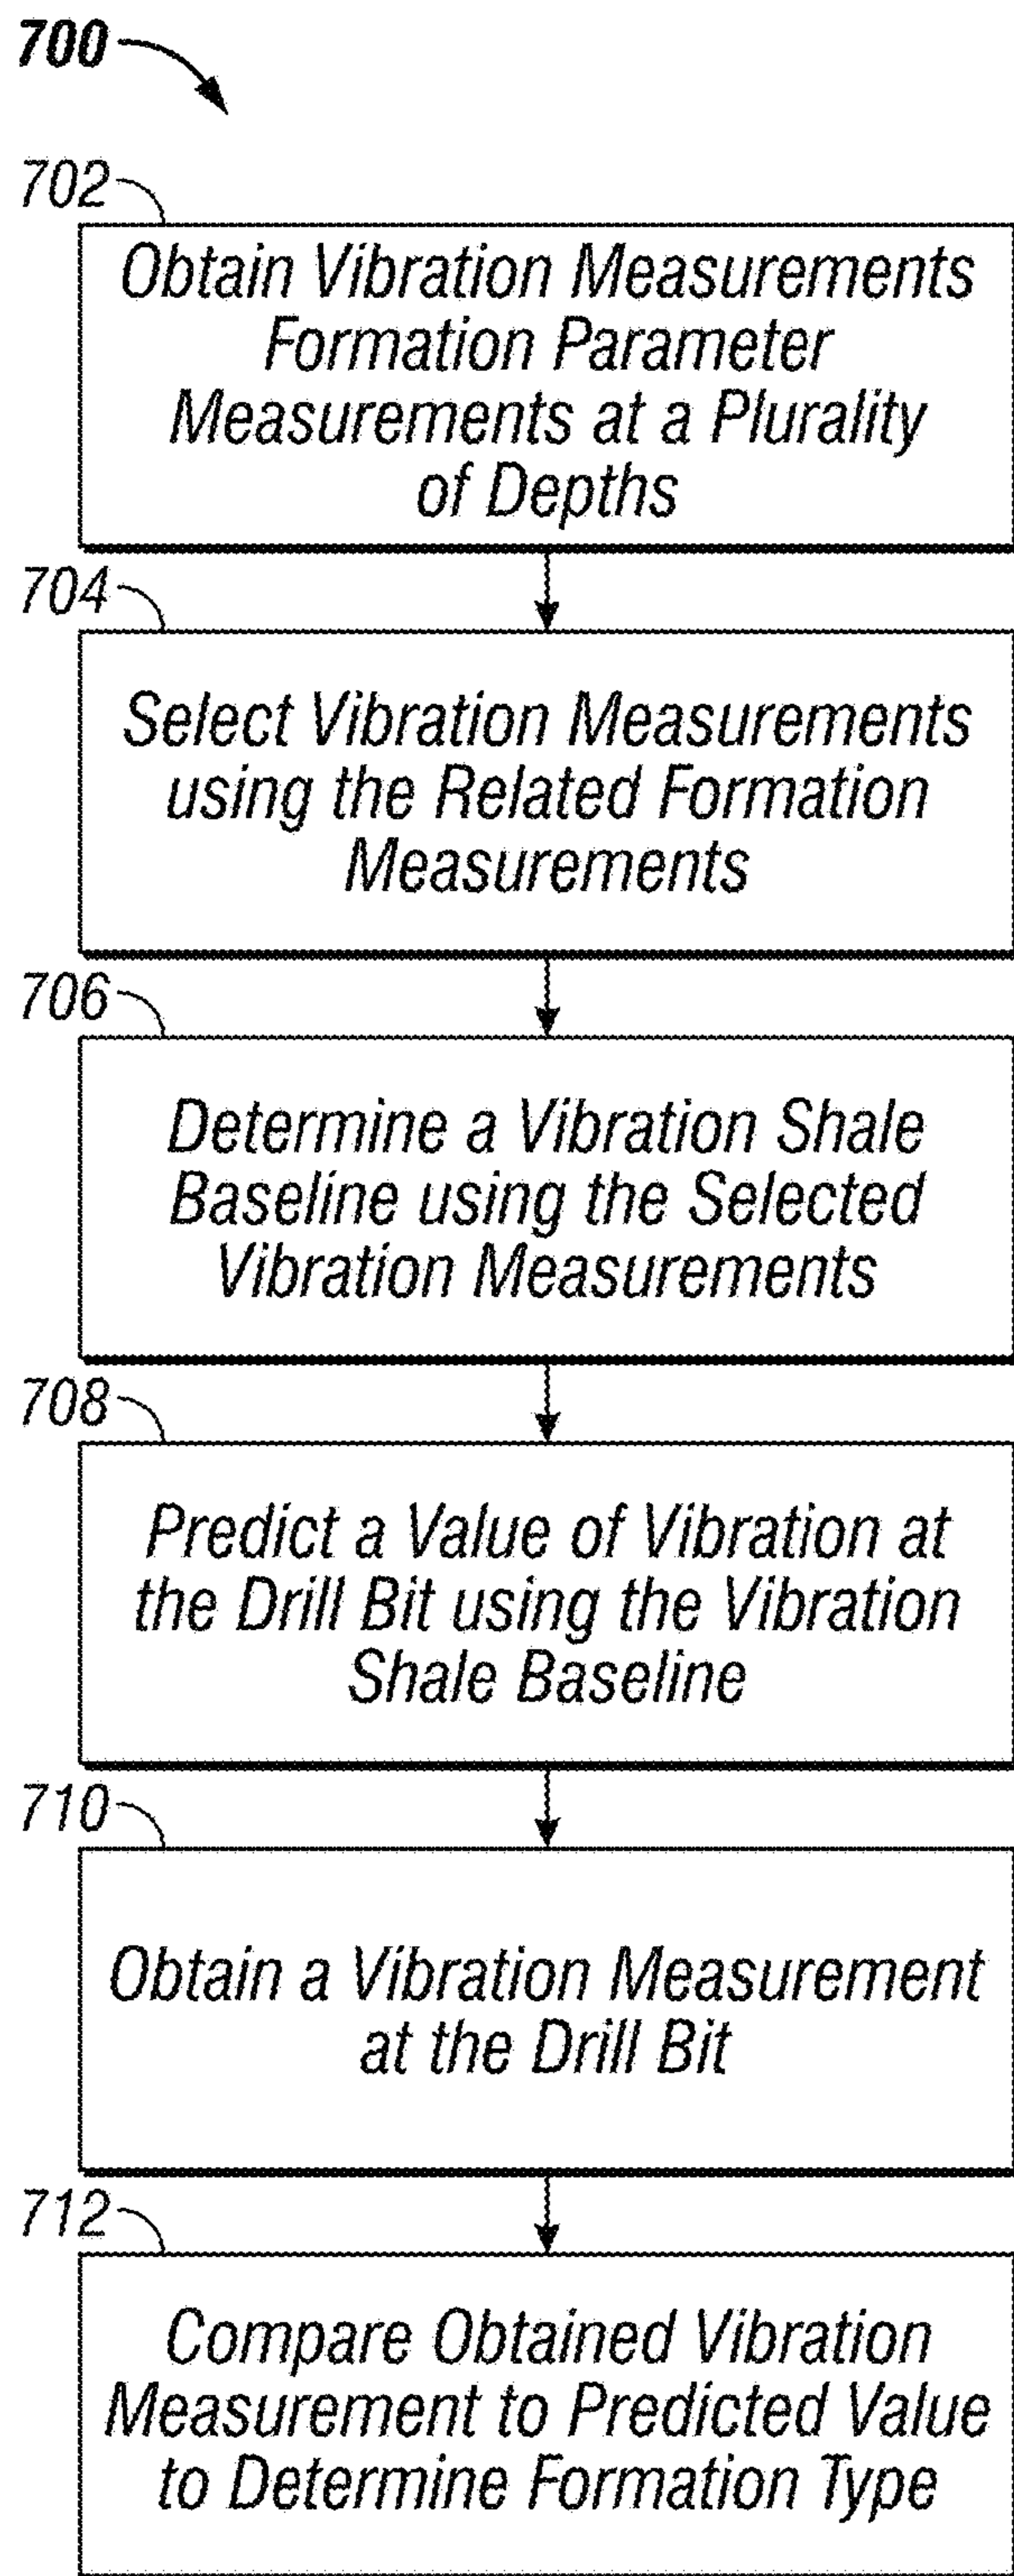 700
702
Obtain Vibration Measurements
Formation Parameter
Measurements at a Plurality
of Depths
704
Select Vibration Measurements
using the Related Formation
Measurements
706
Determine a Vibration Shale
Baseline using the Selected
Vibration Measurements
708
Predict a Value of Vibration at
the Drill Bit using the Vibration
Shale Baseline
710
Obtain a Vibration Measurement
at the Drill Bit
712
Compare Obtained Vibration
Measurement to Predicted Value
to Determine Formation Type